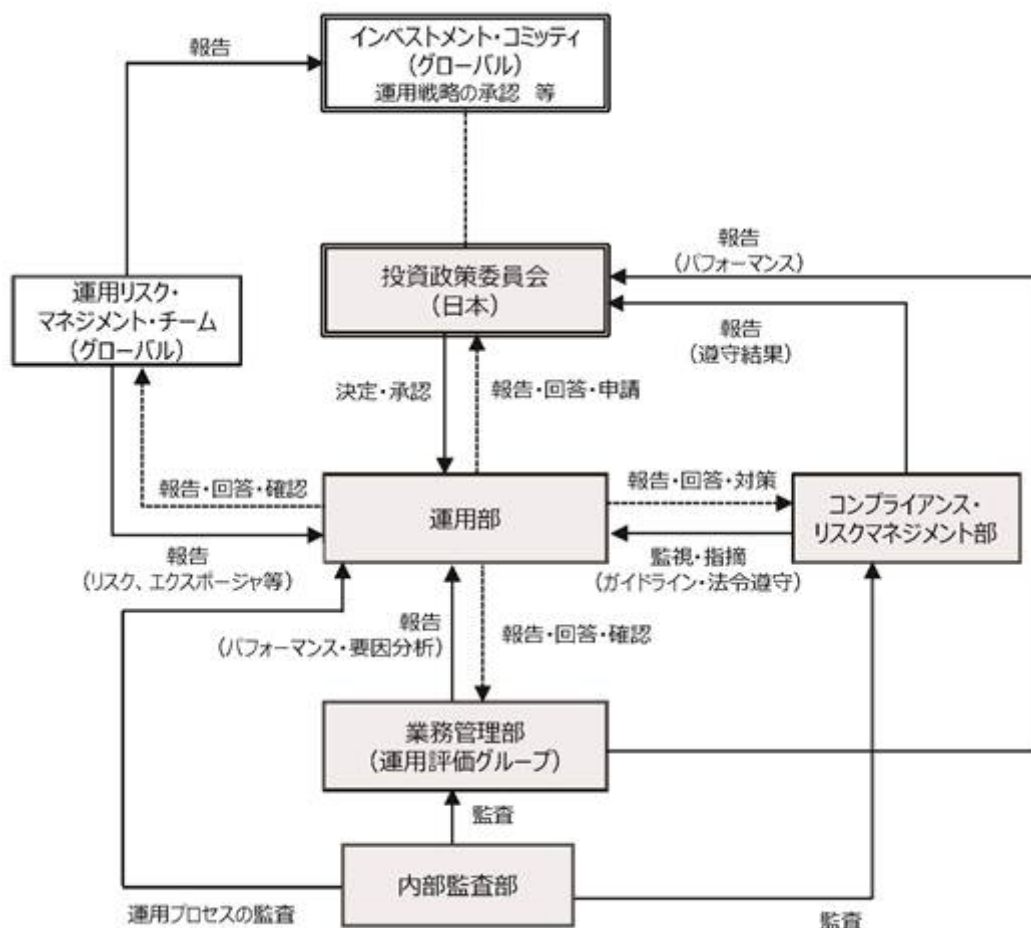 インベストメント・コミッティ
(グローバル)
運用戦略の承認 等
報告
投資政策委員会
(日本)
報告
(パフォーマンス)
運用リスク・
マネジメント・チーム
(グローバル)
報告
(遵守結果)
決定・承認
報告・回答・申請
報告・回答・確認
運用部
報告・回答・対策
コンプライアンス・
リスクマネジメント部
報告
(リスク、エクスポージャ等)
監視・指摘
(ガイドライン・法令遵守)
報告
(パフォーマンス・要因分析)
報告・回答・確認
業務管理部
(運用評価グループ)
監査
内部監査部
運用プロセスの監査
監査